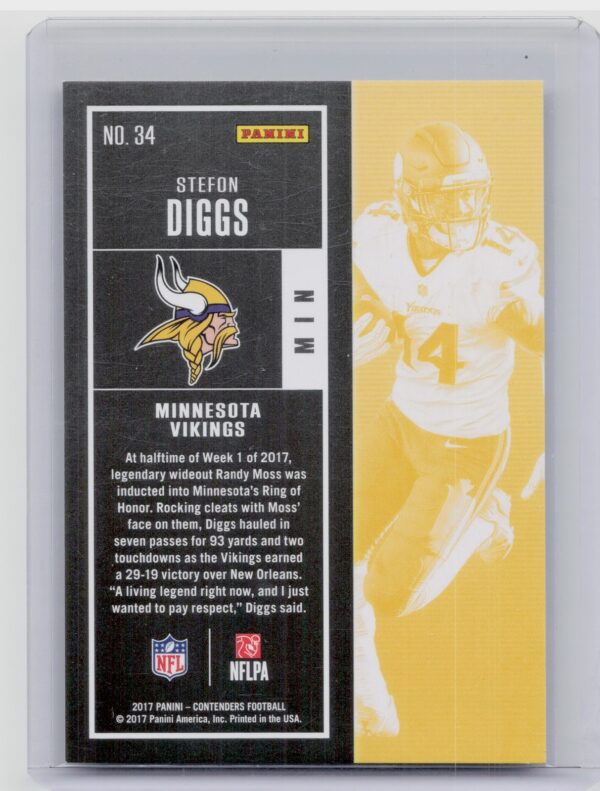 NO. 34
PANINI
STEFON
DIGGS
MIN
MINNESOTA
VIKINGS
At halftime of Week 1 of 2017,
legendary wideout Randy Moss was
inducted into Minnesota's Ring of
Honor. Rocking cleats with Moss'
face on them, Diggs hauled in
seven passes for 93 yards and two
touchdowns as the Vikings earned
a 29-19 victory over New Orleans.
“A living legend right now, and I just
wanted to pay respect,” Diggs said.
NFL
NFLPA
2017 PANINI – CONTENDERS FOOTBALL
© 2017 Panini America, Inc. Printed in the USA.
VIKINGS
14
14